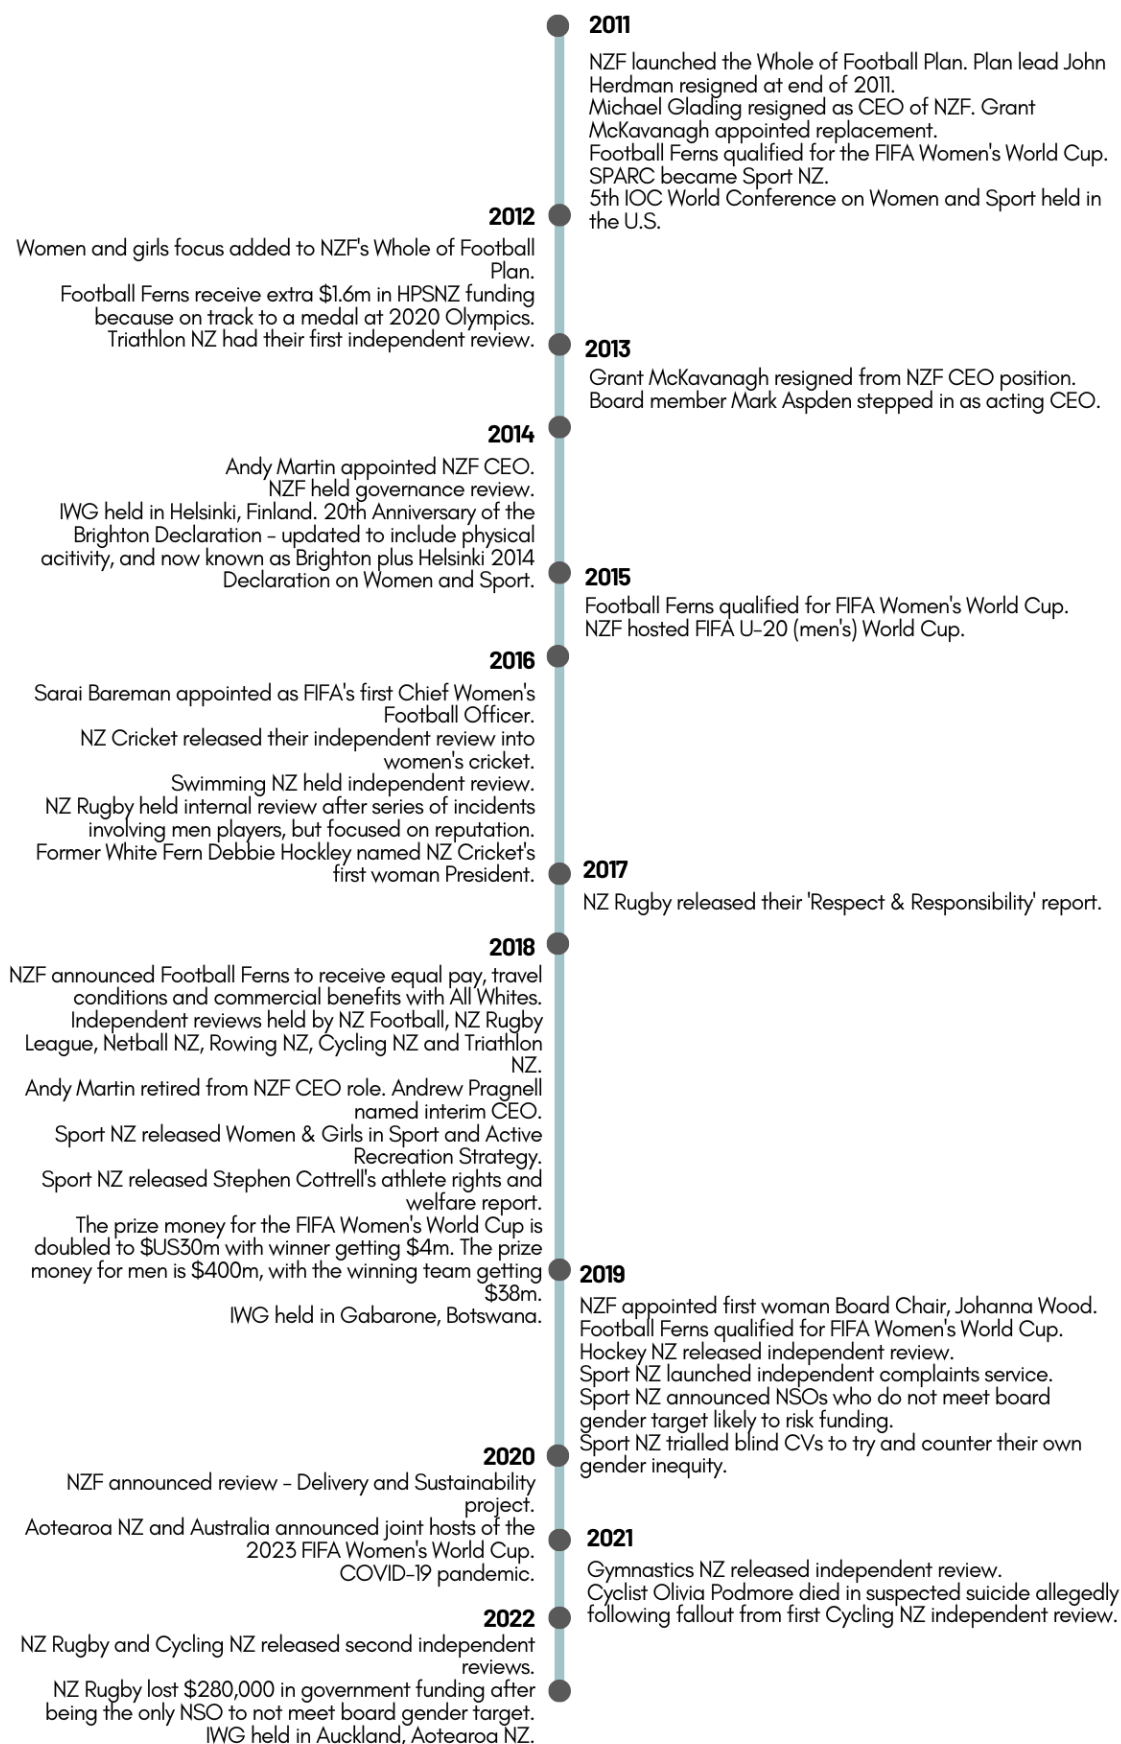 2011
NZF launched the Whole of Football Plan. Plan lead John
Herdman resigned at end of 2011.
Michael Glading resigned as CEO of NZF. Grant
McKavanagh appointed replacement.
Football Ferns qualified for the FIFA Women's World Cup.
SPARC became Sport NZ.
5th IOC World Conference on Women and Sport held in
the U.S.
2012
Women and girls focus added to NZF's Whole of Football
Plan.
Football Ferns receive extra $1.6m in HPSNZ funding
because on track to a medal at 2020 Olympics.
Triathlon NZ had their first independent review.
2013
Grant McKavanagh resigned from NZF CEO position.
Board member Mark Aspden stepped in as acting CEO.
2014
Andy Martin appointed NZF CEO.
NZF held governance review.
IWG held in Helsinki, Finland. 20th Anniversary of the
Brighton Declaration - updated to include physical
acitivity, and now known as Brighton plus Helsinki 2014
Declaration on Women and Sport.
2015
Football Ferns qualified for FIFA Women's World Cup.
NZF hosted FIFA U-20 (men's) World Cup.
2016
Sarai Bareman appointed as FIFA's first Chief Women's
Football Officer.
NZ Cricket released their independent review into
women's cricket.
Swimming NZ held independent review.
NZ Rugby held internal review after series of incidents
involving men players, but focused on reputation.
Former White Fern Debbie Hockley named NZ Cricket's
first woman President.
2017
NZ Rugby released their 'Respect & Responsibility' report.
2018
NZF announced Football Ferns to receive equal pay, travel
conditions and commercial benefits with All Whites.
Independent reviews held by NZ Football, NZ Rugby
League, Netball NZ, Rowing NZ, Cycling NZ and Triathlon
NZ.
Andy Martin retired from NZF CEO role. Andrew Pragnell
named interim CEO.
Sport NZ released Women & Girls in Sport and Active
Recreation Strategy.
Sport NZ released Stephen Cottrell's athlete rights and
welfare report.
The prize money for the FIFA Women's World Cup is
doubled to $US30m with winner getting $4m. The prize
money for men is $400m, with the winning team getting
$38m.
IWG held in Gabarone, Botswana.
2019
NZF appointed first woman Board Chair, Johanna Wood.
Football Ferns qualified for FIFA Women's World Cup.
Hockey NZ released independent review.
Sport NZ launched independent complaints service.
Sport NZ announced NSOs who do not meet board
gender target likely to risk funding.
Sport NZ trialled blind CVs to try and counter their own
gender inequity.
2020
NZF announced review - Delivery and Sustainability
project.
Aotearoa NZ and Australia announced joint hosts of the
2023 FIFA Women's World Cup.
COVID-19 pandemic.
2021
Gymnastics NZ released independent review.
Cyclist Olivia Podmore died in suspected suicide allegedly
following fallout from first Cycling NZ independent review.
2022
NZ Rugby and Cycling NZ released second independent
reviews.
NZ Rugby lost $280,000 in government funding after
being the only NSO to not meet board gender target.
IWG held in Auckland, Aotearoa NZ.